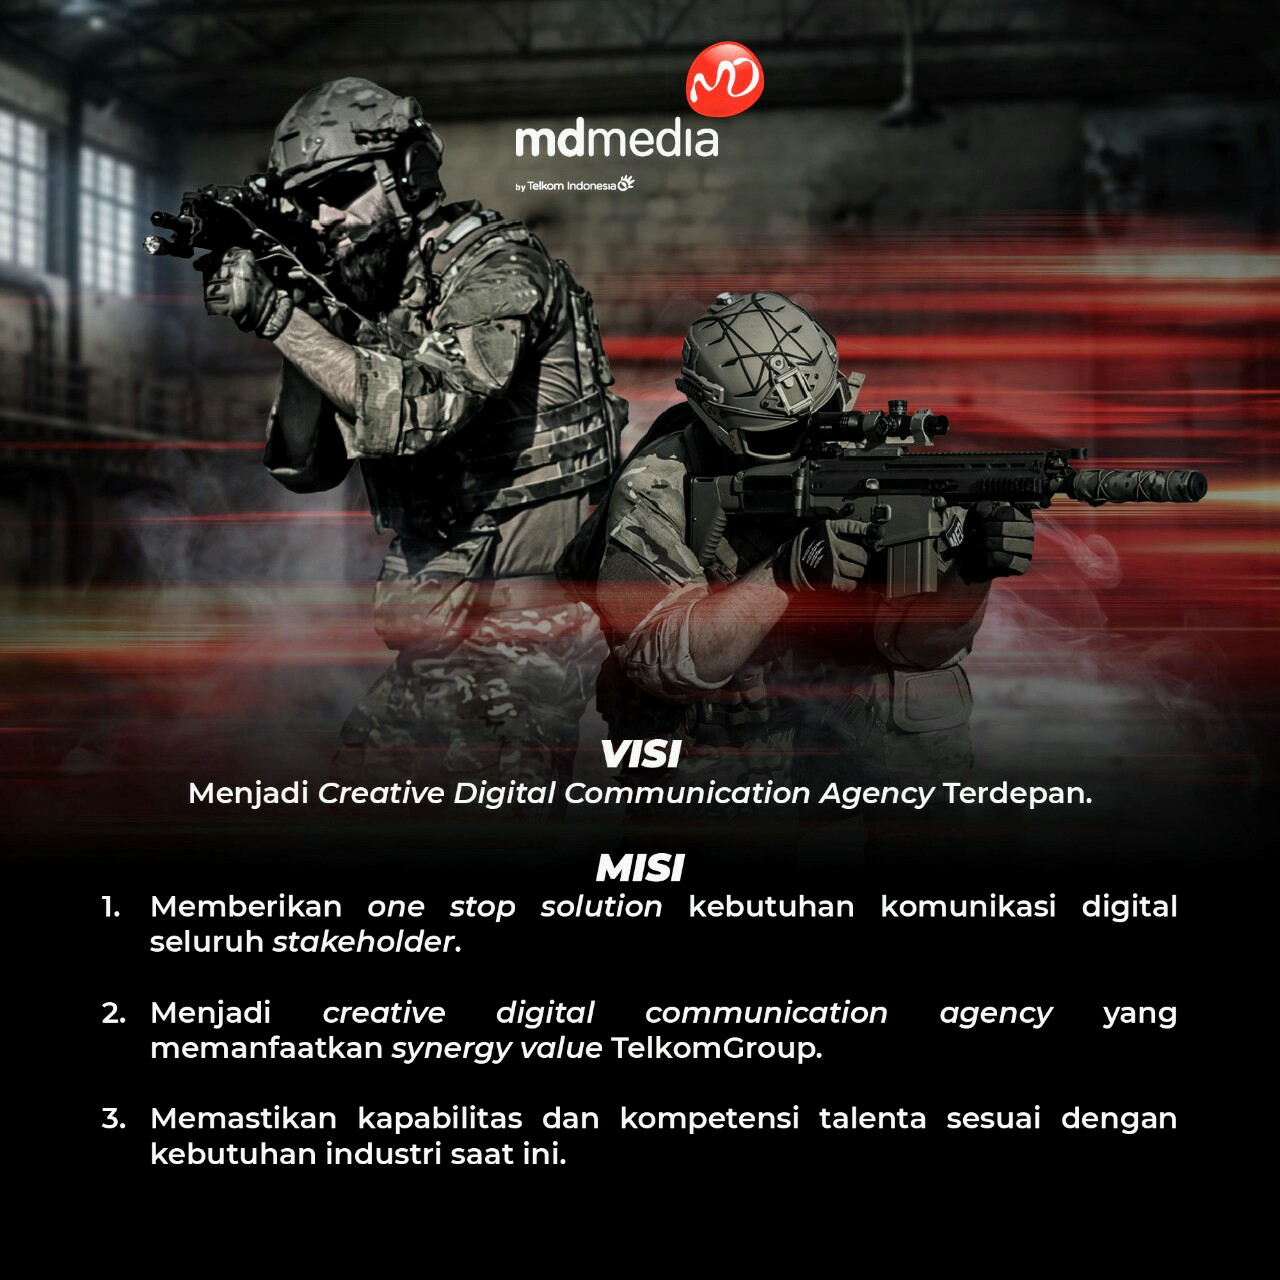 mdmedia
by Telkom Indonesia
VISI
Menjadi Creative Digital Communication Agency Terdepan.
MISI
1. Memberikan one stop solution kebutuhan komunikasi digital
seluruh stakeholder.
2. Menjadi creative digital communication agency yang
memanfaatkan synergy value TelkomGroup.
3. Memastikan kapabilitas dan kompetensi talenta sesuai dengan
kebutuhan industri saat ini.